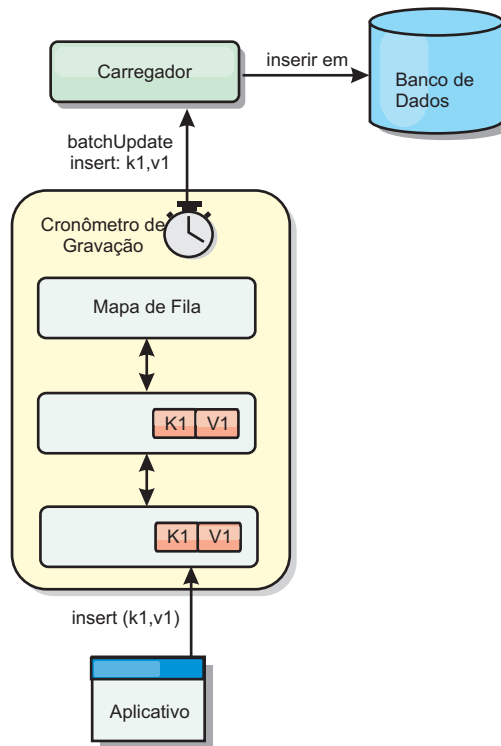 Carregador
inserir em
Banco de
Dados
batchUpdate
insert: k1,v1
Cronômetro de
Gravação
Mapa de Fila
K1 V1
K1 V1
insert (k1,v1)
Aplicativo